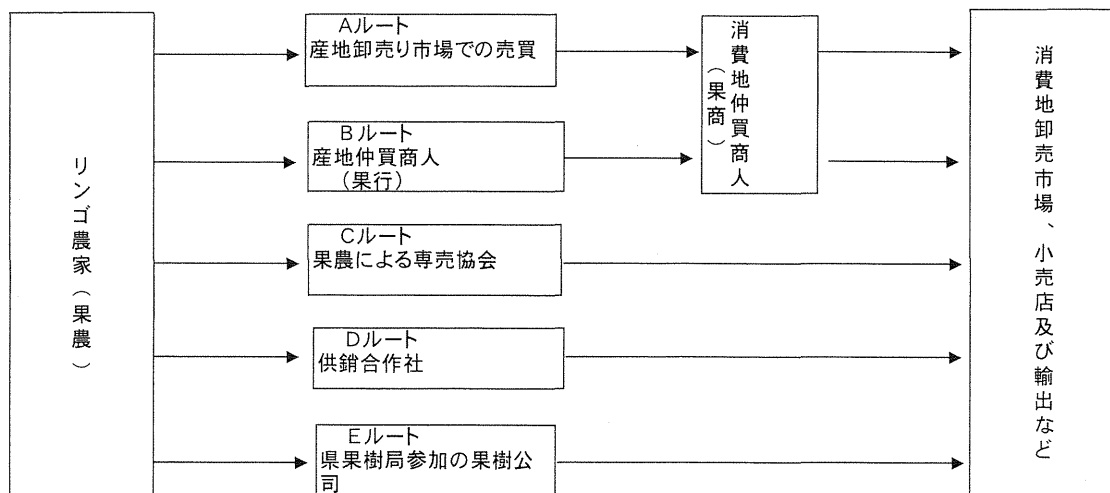 リンゴ農家(果農)
Aルート
産地卸売り市場での売買
Bルート
産地仲買商人
(果行)
Cルート
果農による専売協会
Dルート
供銷合作社
Eルート
県果樹局参加の果樹公
司
消費地仲買商人
(果商)
消費地卸売市場、小売店及び輸出など